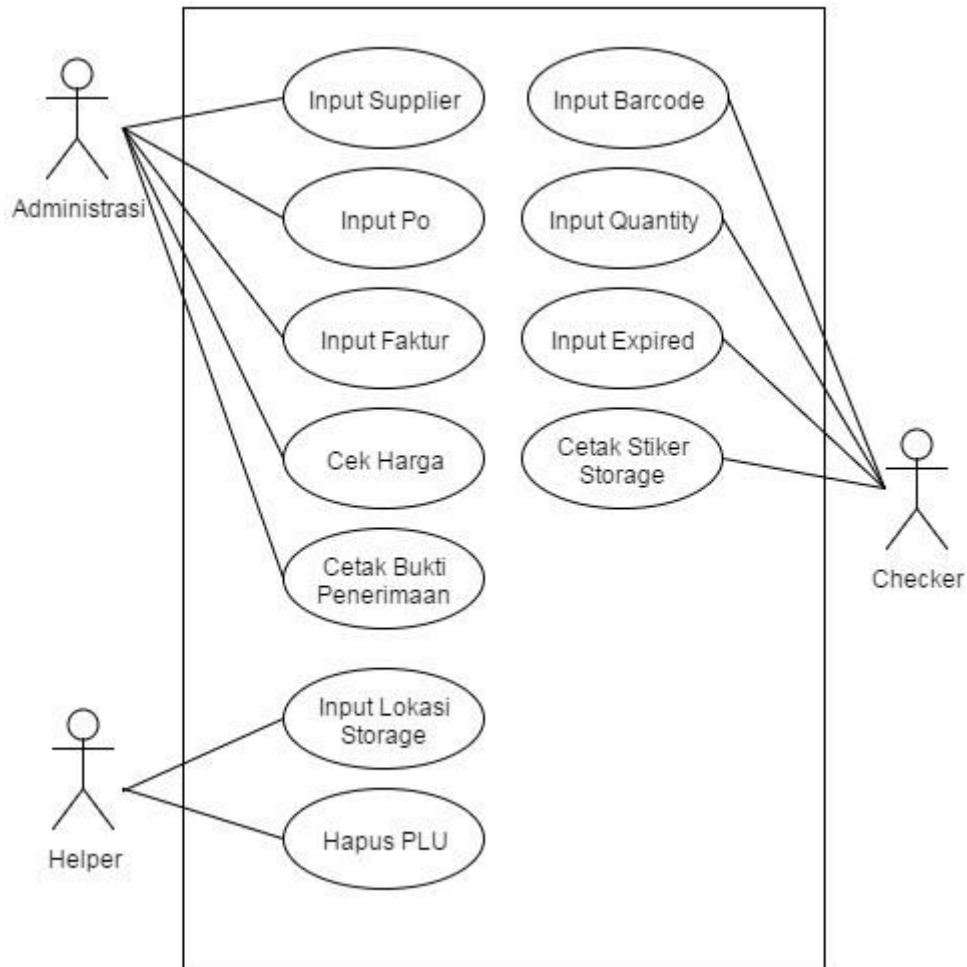 Administrasi
Input Supplier
Input Po
Input Faktur
Cek Harga
Cetak Bukti
Penerimaan
Input Barcode
Input Quantity
Input Expired
Cetak Stiker
Storage
Checker
Input Lokasi
Storage
Hapus PLU
Helper